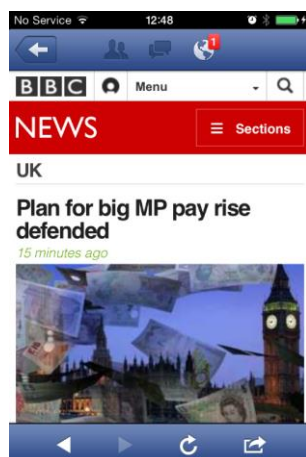 No Service 12:48
1
BBC Menu
NEWS Sections
UK
Plan for big MP pay rise
defended
15 minutes ago